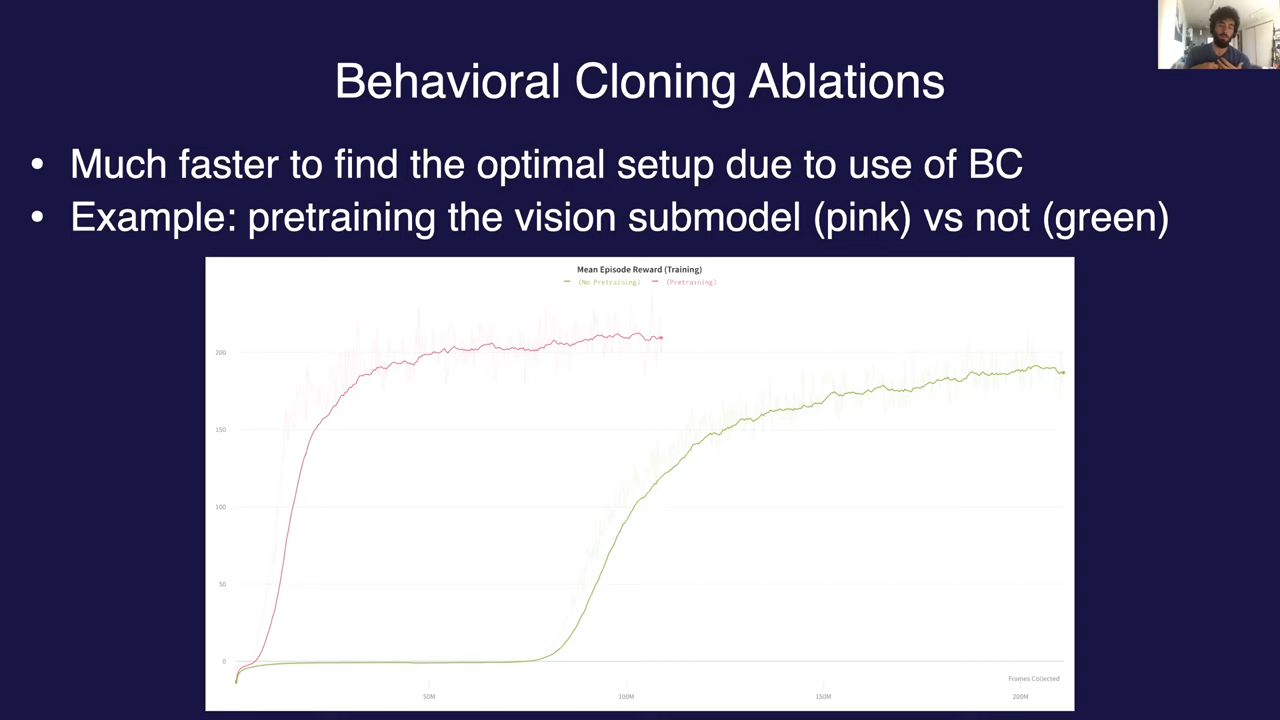 Behavioral Cloning Ablations
• Much faster to find the optimal setup due to use of BC
• Example: pretraining the vision submodel (pink) vs not (green)
Mean Episode Reward (Training)
(No Pretraining) (Pretraining)
200
150
100
50
0
Frames Collected
50M 100M 150M 200M